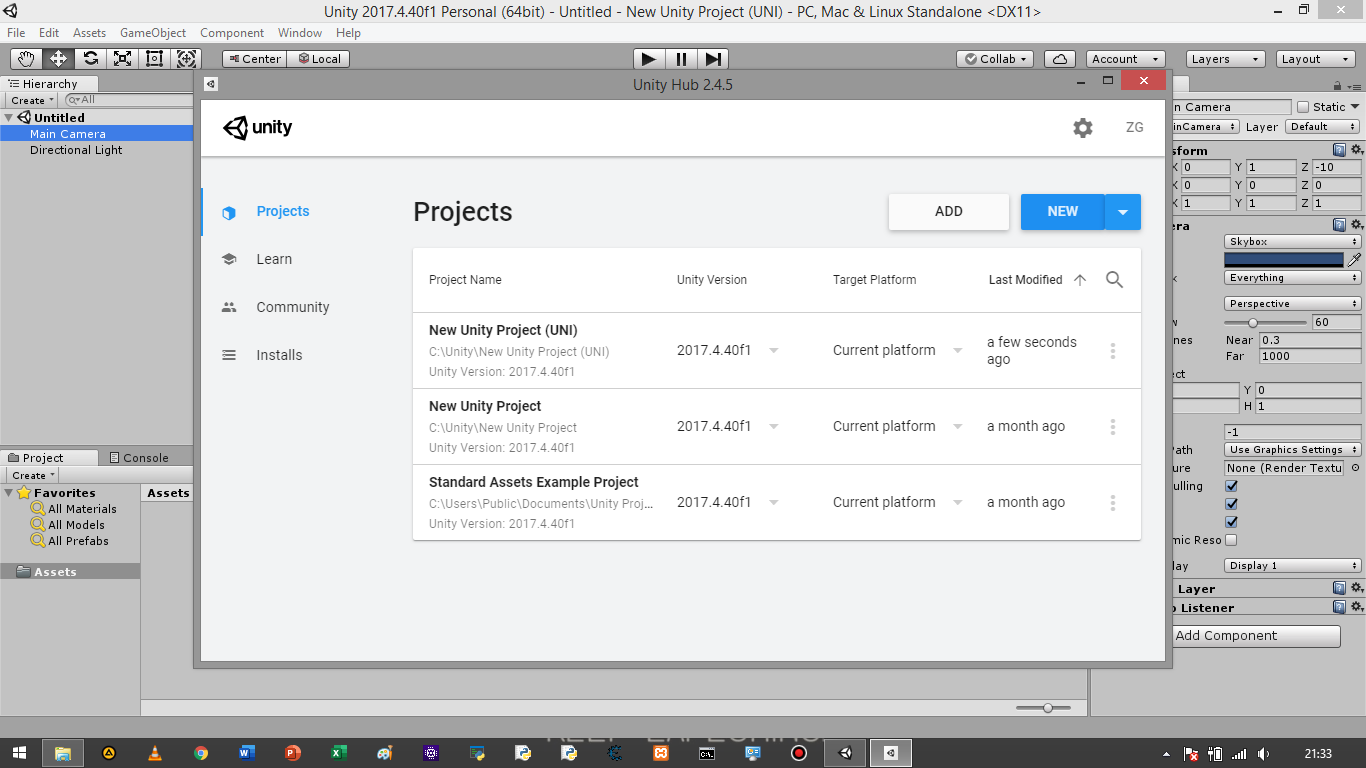 Unity 2017.4.40f1 Personal (64bit) - Untitled - New Unity Project (UNI) - PC, Mac & Linux Standalone <DX11>
File Edit Assets GameObject Component Window Help
Center Local Collab Account Layers Layout
Hierarchy
Create All
Untitled
Main Camera
Directional Light
Unity Hub 2.4.5
unity
ZG
Projects
Learn
Community
Installs
Projects
ADD
NEW
Project Name Unity Version Target Platform Last Modified
New Unity Project (UNI)
C:\Unity\New Unity Project (UNI)
Unity Version: 2017.4.40f1
2017.4.40f1 Current platform a few seconds
ago
New Unity Project
C:\Unity\New Unity Project
Unity Version: 2017.4.40f1
2017.4.40f1 Current platform a month ago
Standard Assets Example Project
C:\Users\Public\Documents\Unity Proj...
Unity Version: 2017.4.40f1
2017.4.40f1 Current platform a month ago
Camera Static
Layer Default
X 0 Y 1 Z -10
X 0 Y 0 Z 0
X 1 Y 1 Z 1
Skybox
Everything
Perspective
60
Near 0.3
Far 1000
Y 0
H 1
-1
Use Graphics Settings
None (Render Textu
Display 1
Layer
Listener
Add Component
Project Console
Create
Favorites
All Materials
All Models
All Prefabs
Assets
Assets
21:33